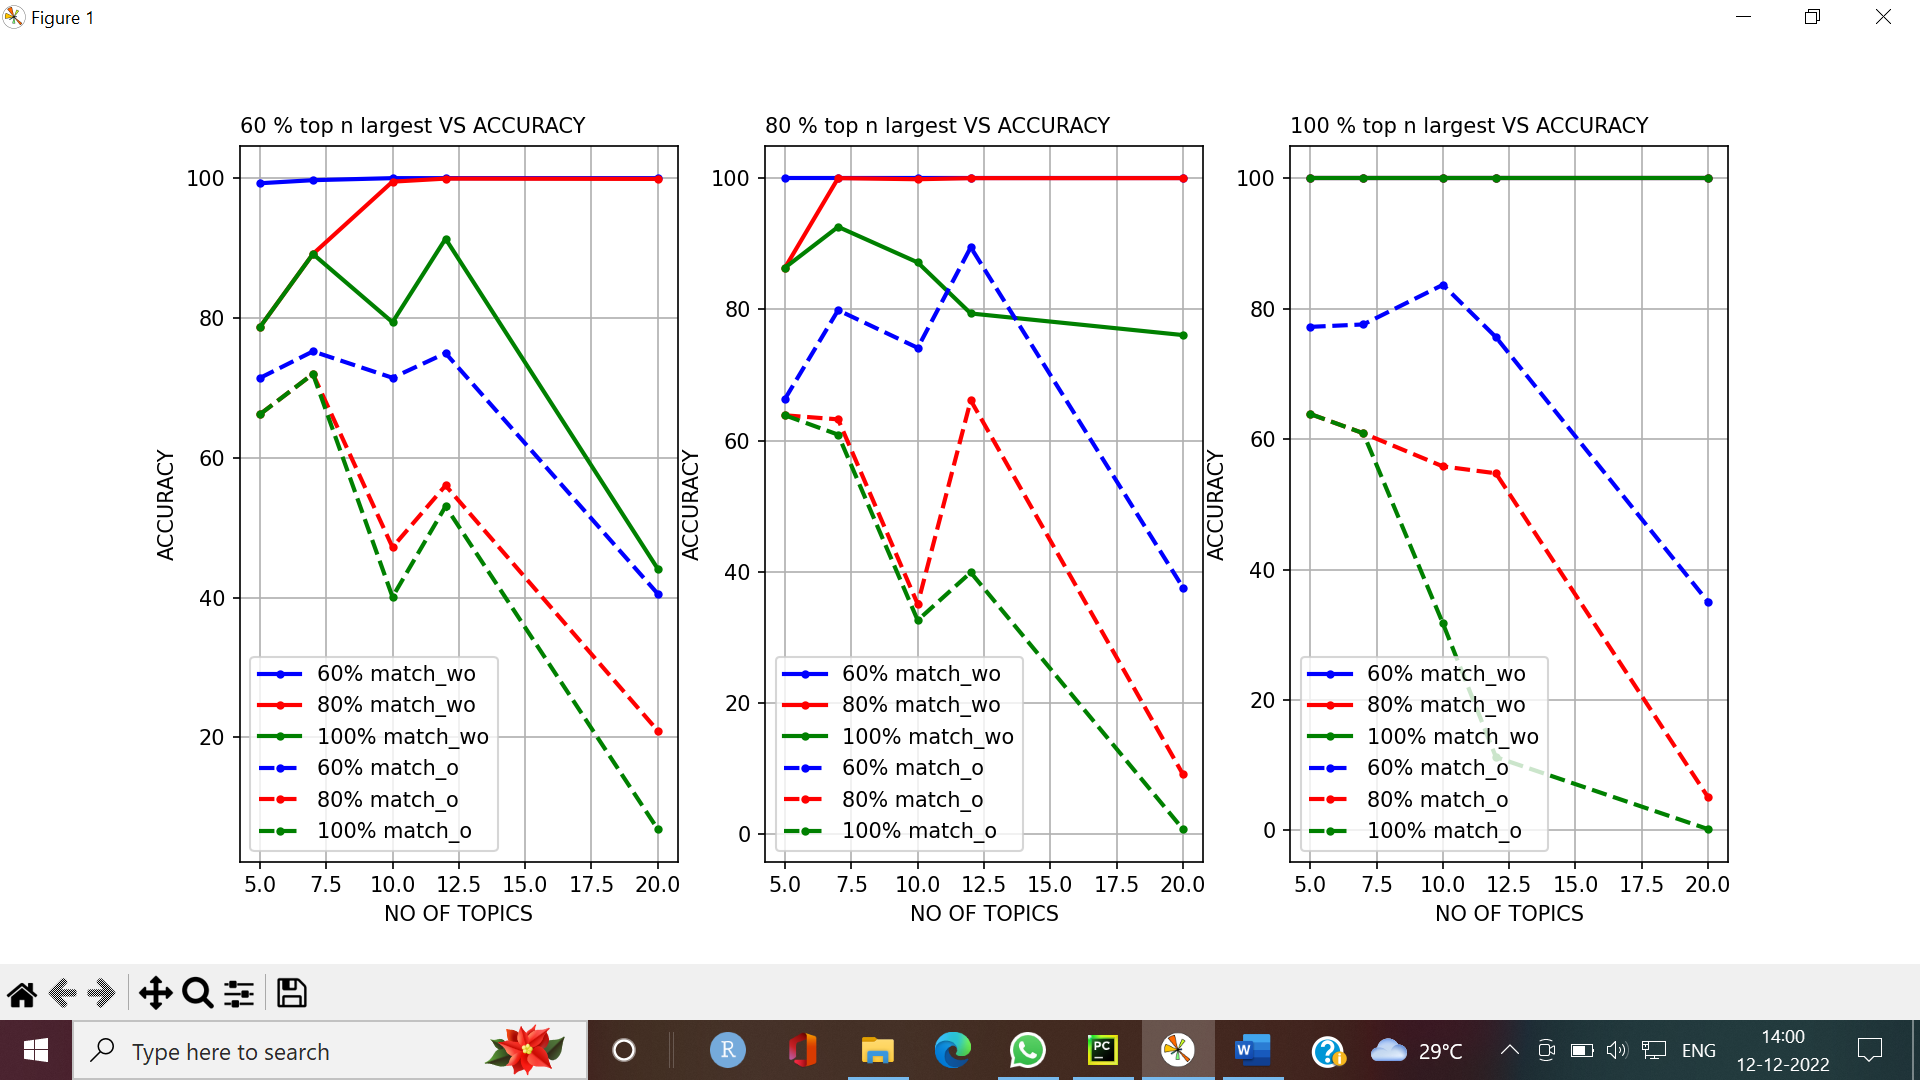 Figure 1
60 % top n largest VS ACCURACY
100
80
60
40
20
ACCURACY
60% match_wo
80% match_wo
100% match_wo
60% match_o
80% match_o
100% match_o
5.0 7.5 10.0 12.5 15.0 17.5 20.0
NO OF TOPICS
80 % top n largest VS ACCURACY
100
80
60
40
20
0
ACCURACY
60% match_wo
80% match_wo
100% match_wo
60% match_o
80% match_o
100% match_o
5.0 7.5 10.0 12.5 15.0 17.5 20.0
NO OF TOPICS
100 % top n largest VS ACCURACY
100
80
60
40
20
0
ACCURACY
60% match_wo
80% match_wo
100% match_wo
60% match_o
80% match_o
100% match_o
5.0 7.5 10.0 12.5 15.0 17.5 20.0
NO OF TOPICS
Type here to search
R
PC
W
29°C
ENG
14:00
12-12-2022